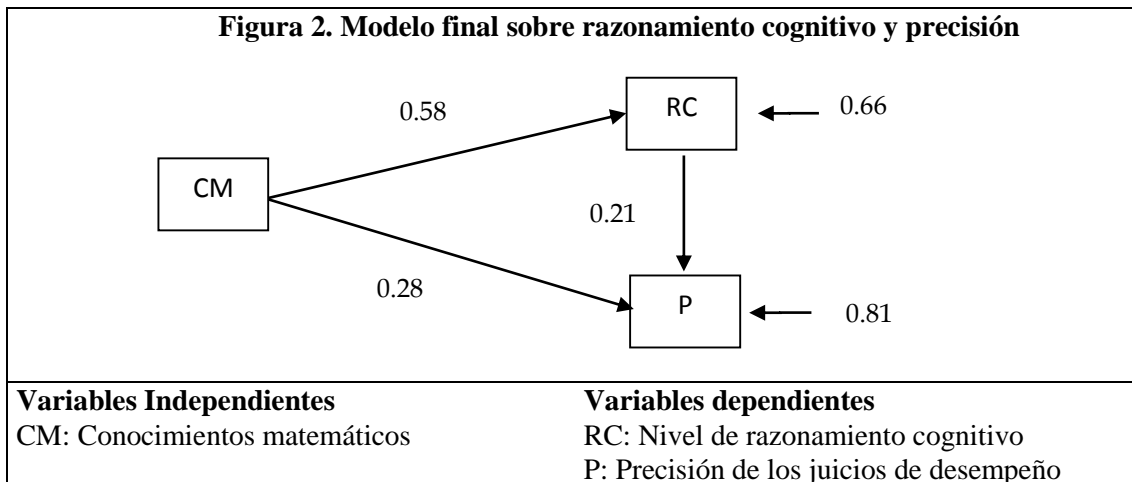 Figura 2. Modelo final sobre razonamiento cognitivo y precisión
0.58
RC
0.66
CM
0.21
0.28
P
0.81
Variables Independientes
CM: Conocimientos matemáticos
Variables dependientes
RC: Nivel de razonamiento cognitivo
P: Precisión de los juicios de desempeño